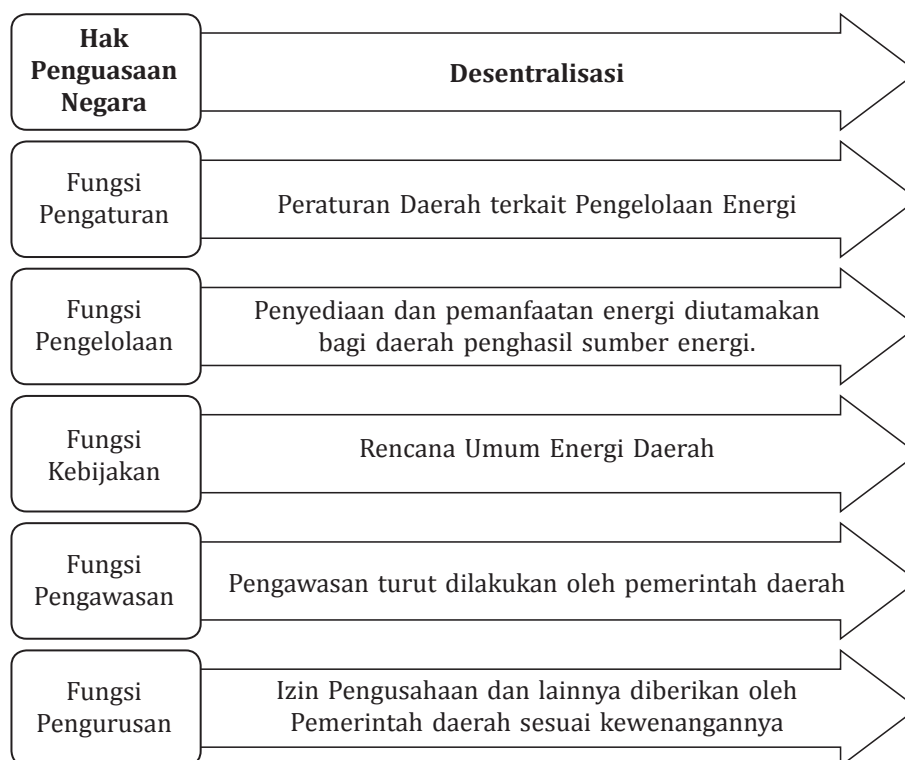 Hak
Penguasaan
Negara
Desentralisasi
Fungsi
Pengaturan
Peraturan Daerah terkait Pengelolaan Energi
Fungsi
Pengelolaan
Penyediaan dan pemanfaatan energi diutamakan
bagi daerah penghasil sumber energi.
Fungsi
Kebijakan
Rencana Umum Energi Daerah
Fungsi
Pengawasan
Pengawasan turut dilakukan oleh pemerintah daerah
Fungsi
Pengurusan
Izin Pengusahaan dan lainnya diberikan oleh
Pemerintah daerah sesuai kewenangannya